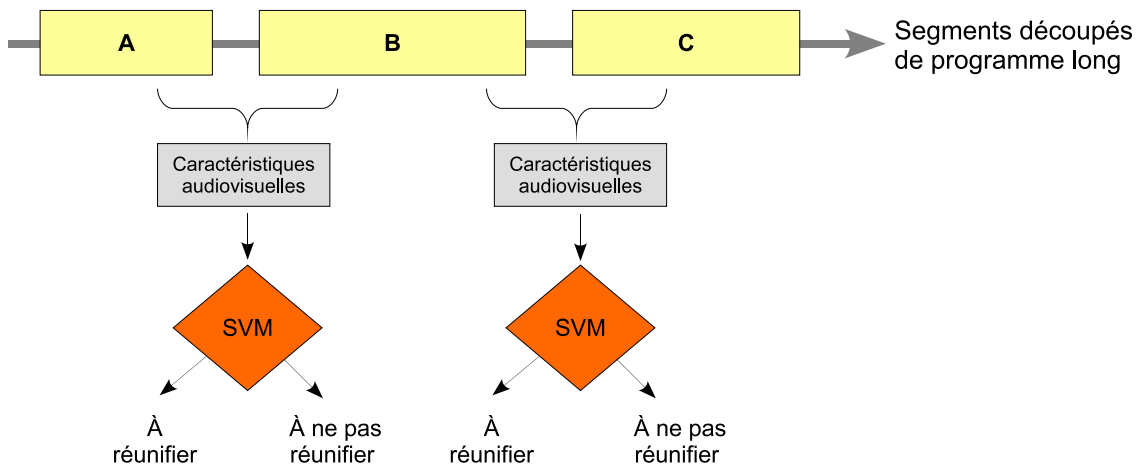 A
B
C
Segments découpés
de programme long
Caractéristiques
audiovisuelles
Caractéristiques
audiovisuelles
SVM
SVM
À
réunifier
À ne pas
réunifier
À
réunifier
À ne pas
réunifier